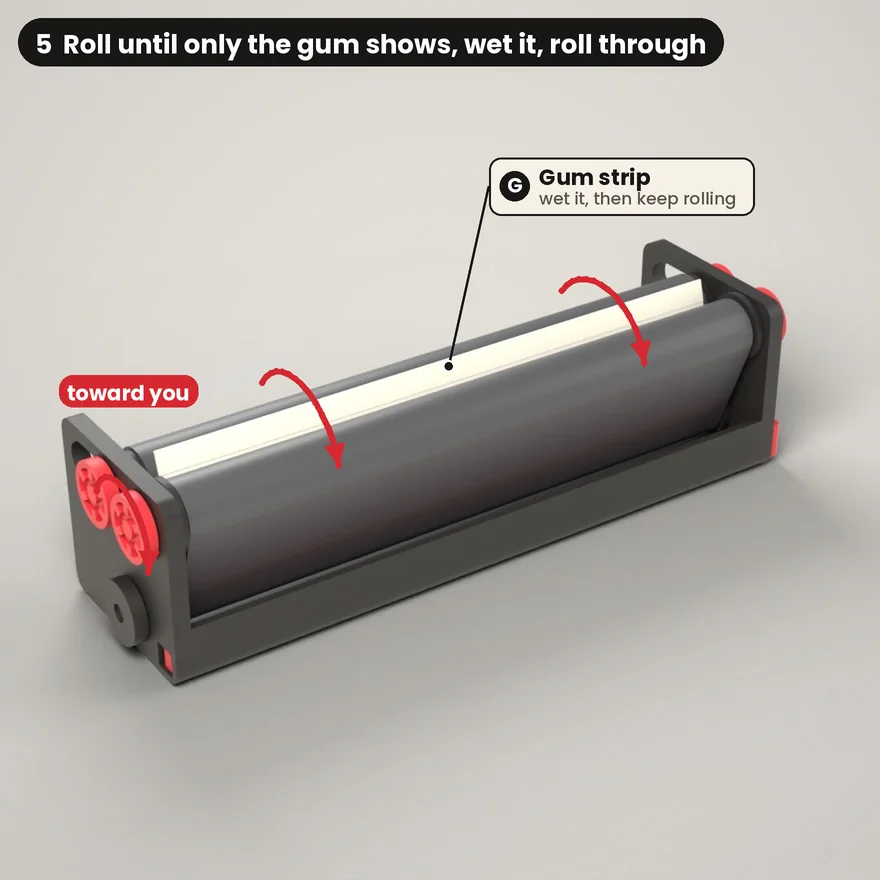 5 Roll until only the gum shows, wet it, roll through
G Gum strip
wet it, then keep rolling
toward you